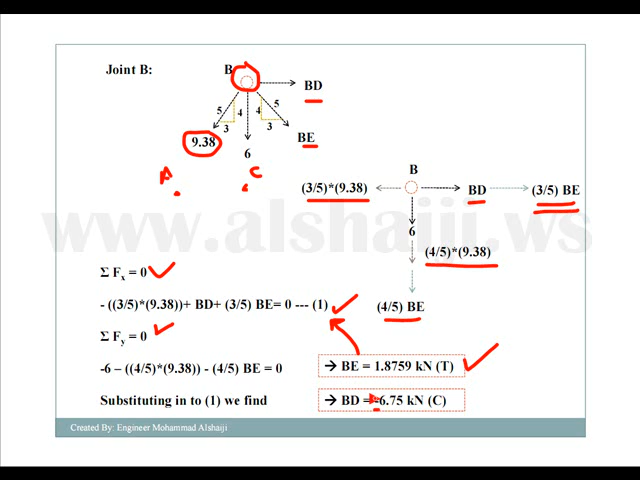 Joint B:
B
BD
5
4
4
5
3
3
9.38
6
BE
A
C
B
(3/5)*(9.38)
BD
(3/5) BE
6
(4/5)*(9.38)
(4/5) BE
www.alshaiji.ws
Σ Fx = 0
- ((3/5)*(9.38))+ BD+ (3/5) BE= 0 --- (1)
Σ Fy = 0
-6 – ((4/5)*(9.38)) - (4/5) BE = 0
→ BE = 1.8759 kN (T)
Substituting in to (1) we find
→ BD = -6.75 kN (C)
Created By: Engineer Mohammad Alshaiji